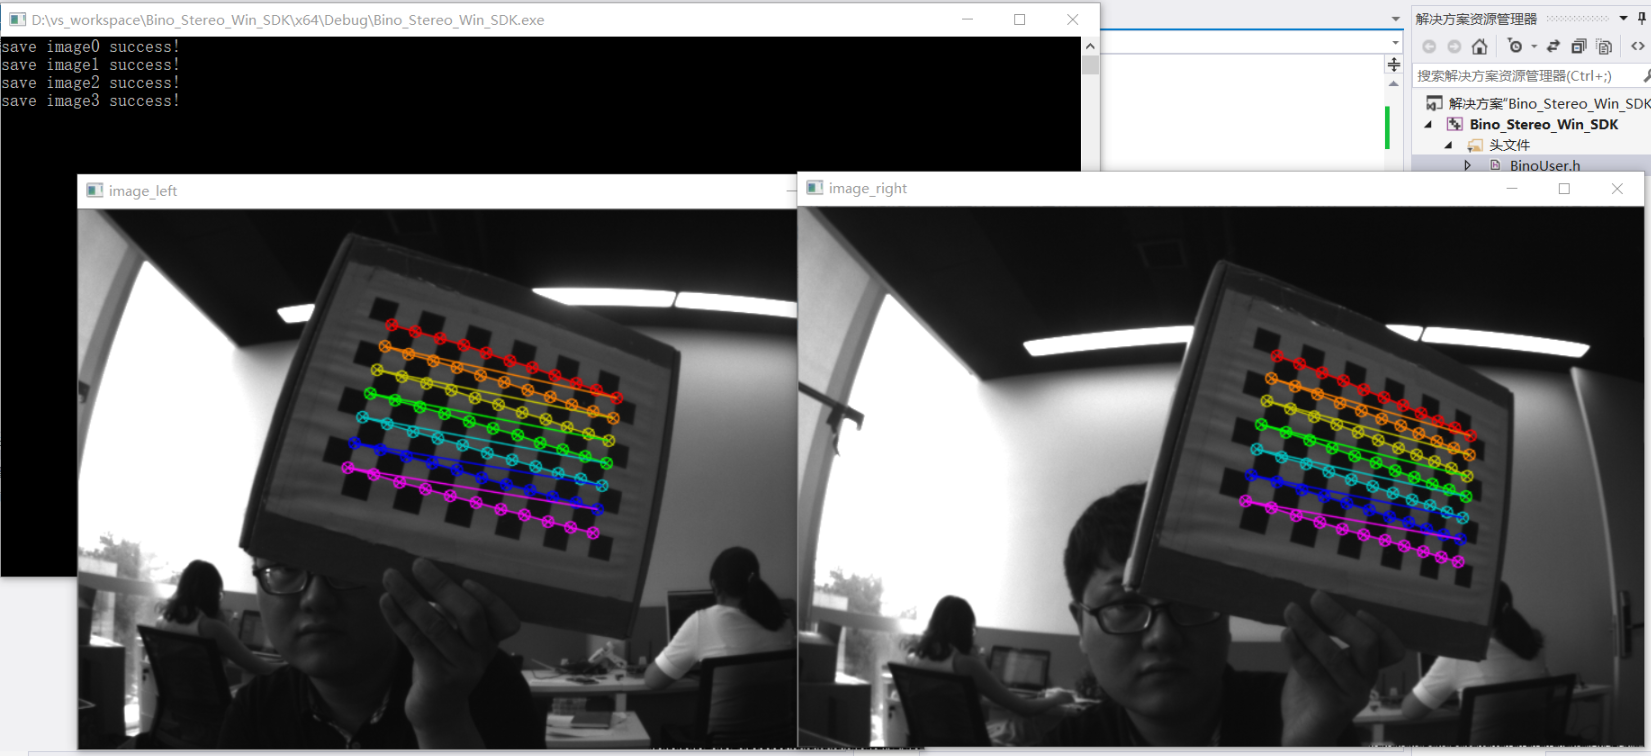 D:\vs_workspace\Bino_Stereo_Win_SDK\x64\Debug\Bino_Stereo_Win_SDK.exe
save image0 success!
save image1 success!
save image2 success!
save image3 success!
解决方案资源管理器
搜索解决方案资源管理器(Ctrl+;)
解决方案"Bino_Stereo_Win_SDK
Bino_Stereo_Win_SDK
头文件
BinoUser.h
image_left
image_right